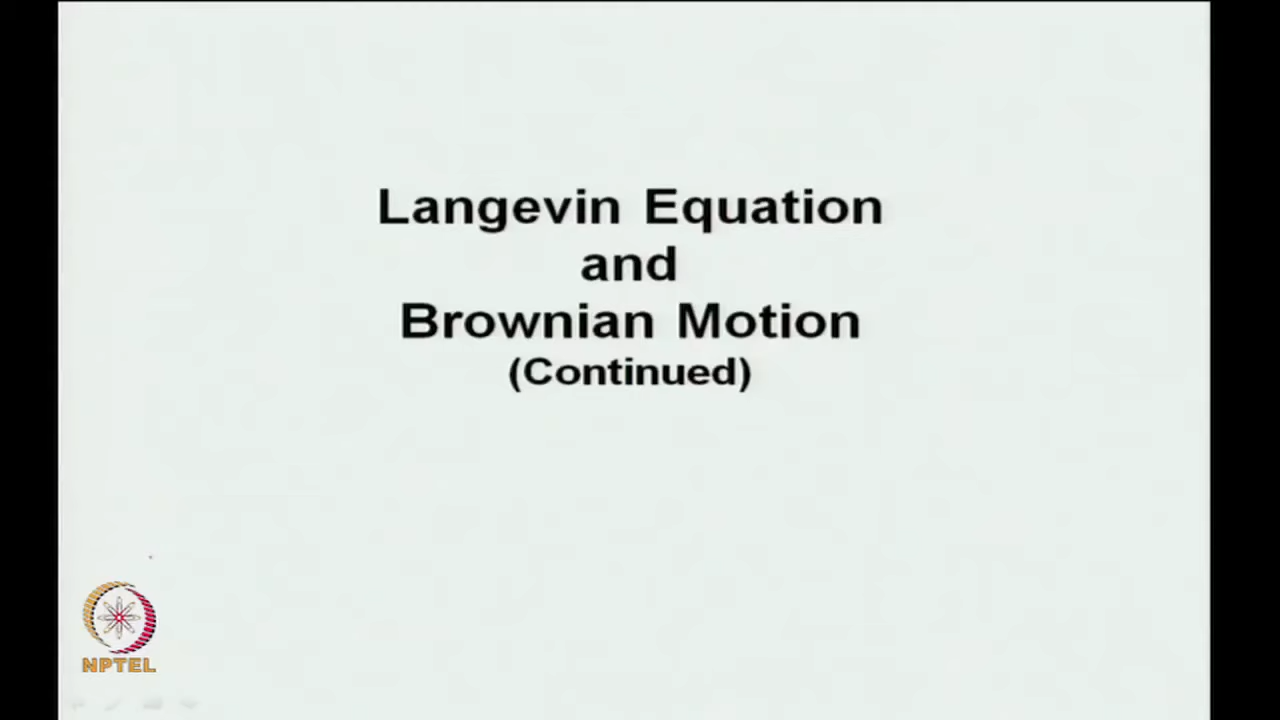 Langevin Equation
and
Brownian Motion
(Continued)
NPTEL